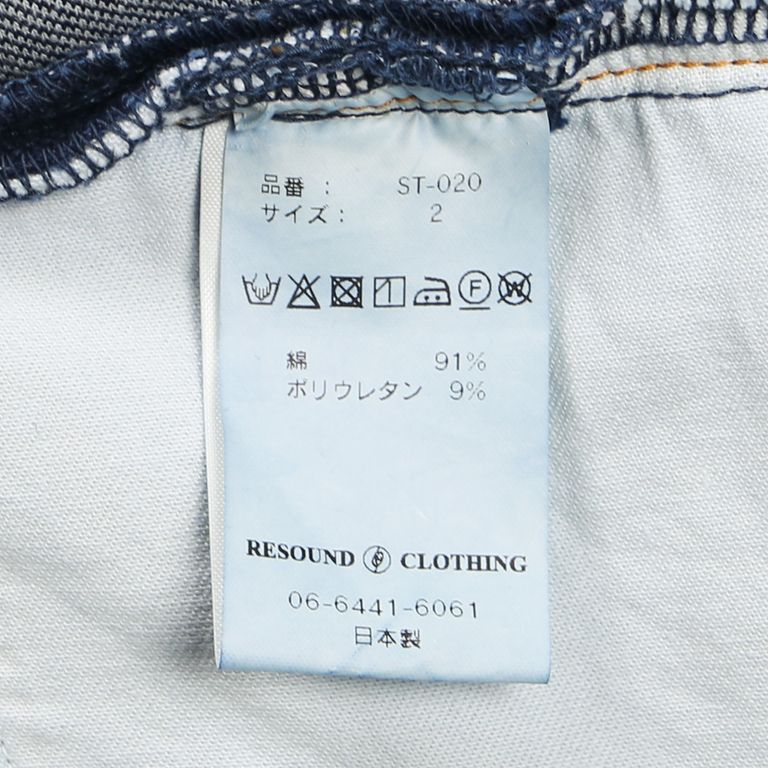 品番 : ST-020
サイズ : 2
F W
綿 91%
ポリウレタン 9%
RESOUND CLOTHING
06-6441-6061
日本製